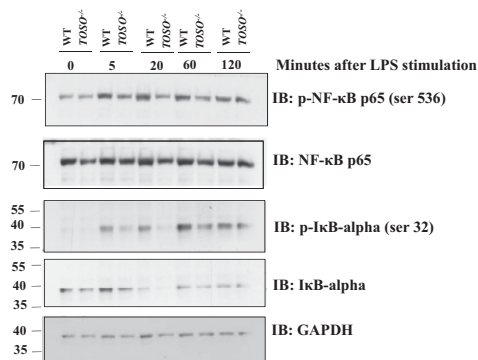 WT TOSO-/- WT TOSO-/- WT TOSO-/- WT TOSO-/- WT TOSO-/-
0 5 20 60 120 Minutes after LPS stimulation
70 IB: p-NF-κB p65 (ser 536)
70 IB: NF-κB p65
55
40 IB: p-IκB-alpha (ser 32)
35
55
40 IB: IκB-alpha
35
40 IB: GAPDH
35